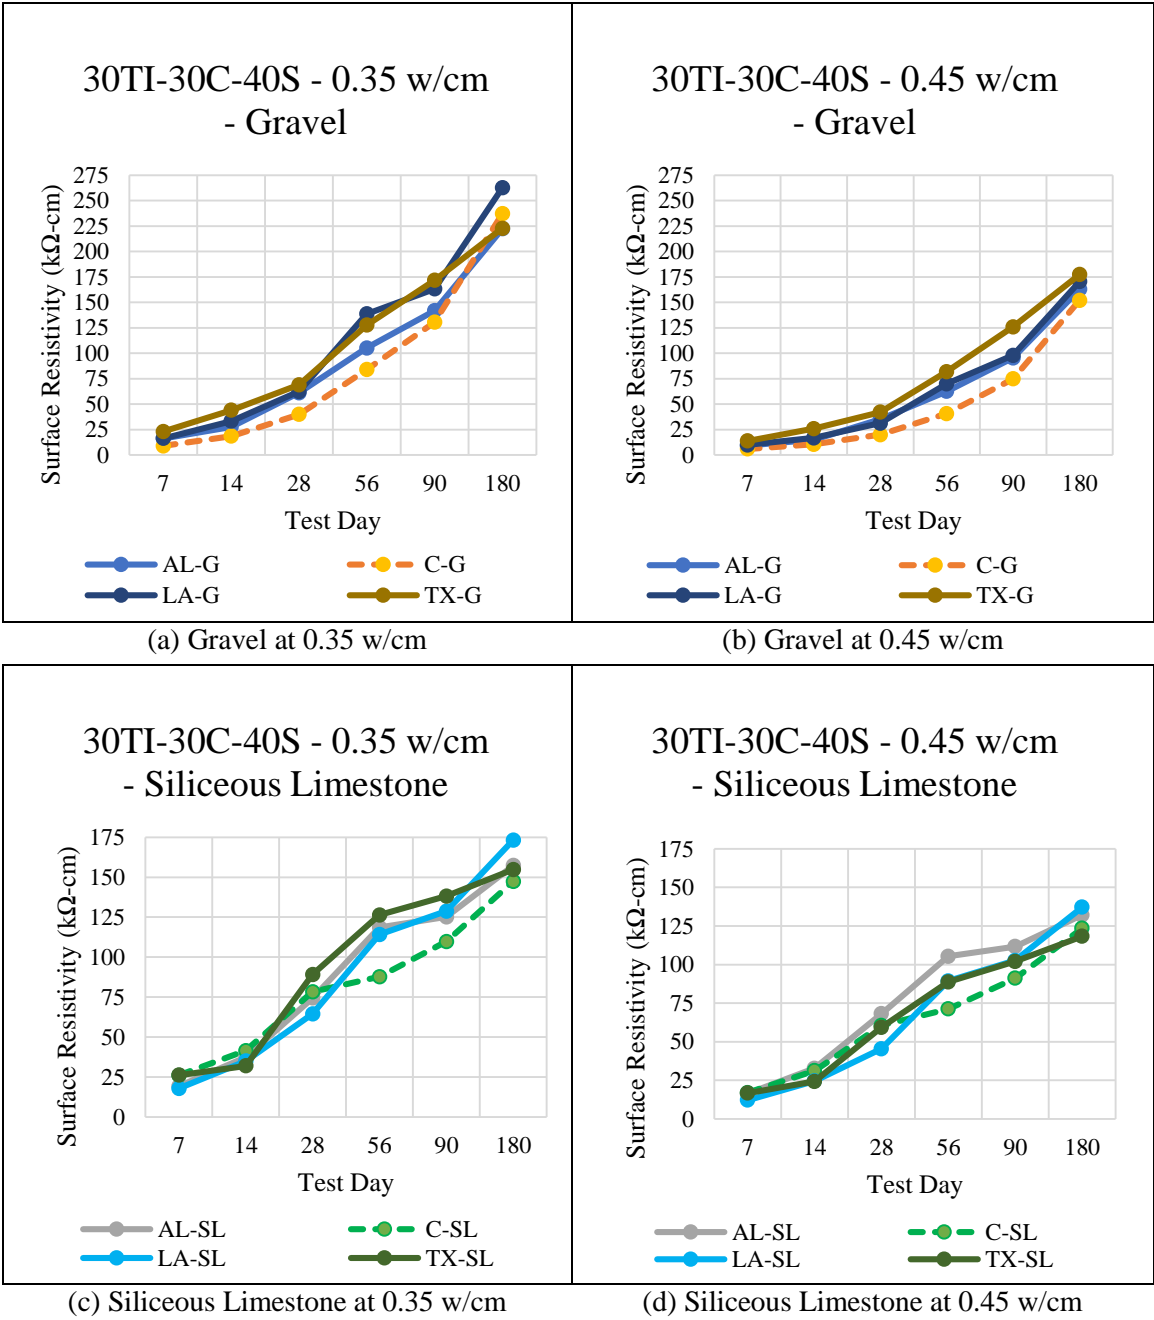 30TI-30C-40S - 0.35 w/cm
- Gravel
Surface Resistivity (kΩ-cm)
275
250
225
200
175
150
125
100
75
50
25
0
7 14 28 56 90 180
Test Day
AL-G C-G
LA-G TX-G
(a) Gravel at 0.35 w/cm
30TI-30C-40S - 0.45 w/cm
- Gravel
Surface Resistivity (kΩ-cm)
275
250
225
200
175
150
125
100
75
50
25
0
7 14 28 56 90 180
Test Day
AL-G C-G
LA-G TX-G
(b) Gravel at 0.45 w/cm
30TI-30C-40S - 0.35 w/cm
- Siliceous Limestone
Surface Resistivity (kΩ-cm)
175
150
125
100
75
50
25
0
7 14 28 56 90 180
Test Day
AL-SL C-SL
LA-SL TX-SL
(c) Siliceous Limestone at 0.35 w/cm
30TI-30C-40S - 0.45 w/cm
- Siliceous Limestone
Surface Resistivity (kΩ-cm)
175
150
125
100
75
50
25
0
7 14 28 56 90 180
Test Day
AL-SL C-SL
LA-SL TX-SL
(d) Siliceous Limestone at 0.45 w/cm